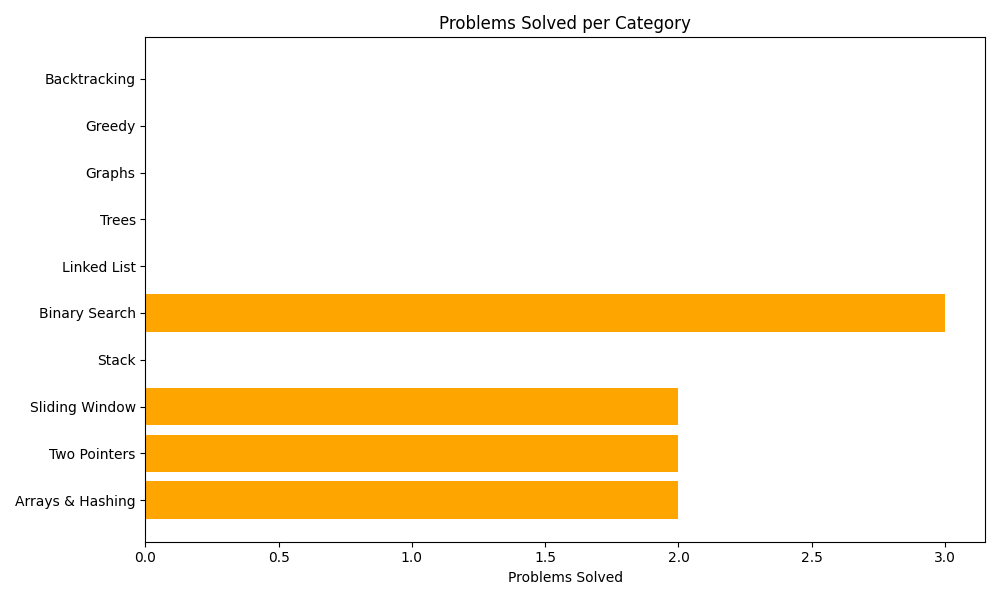 Problems Solved per Category
Backtracking
Greedy
Graphs
Trees
Linked List
Binary Search
Stack
Sliding Window
Two Pointers
Arrays & Hashing
0.0 0.5 1.0 1.5 2.0 2.5 3.0
Problems Solved